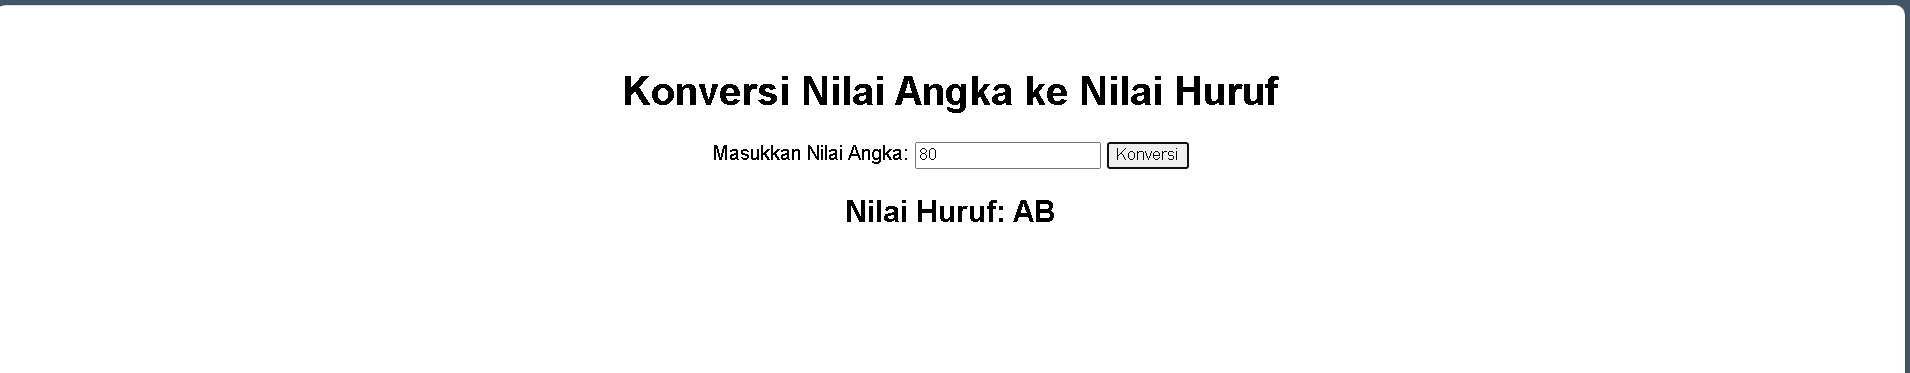 Konversi Nilai Angka ke Nilai Huruf
Masukkan Nilai Angka: 80 Konversi
Nilai Huruf: AB